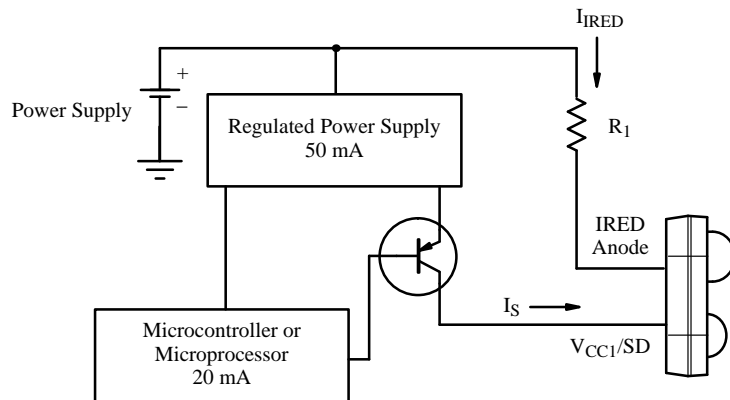 I_IRED
+
Power Supply
−
Regulated Power Supply
50 mA
R1
IRED
Anode
I_S
Microcontroller or
Microprocessor
20 mA
V_CC1/SD